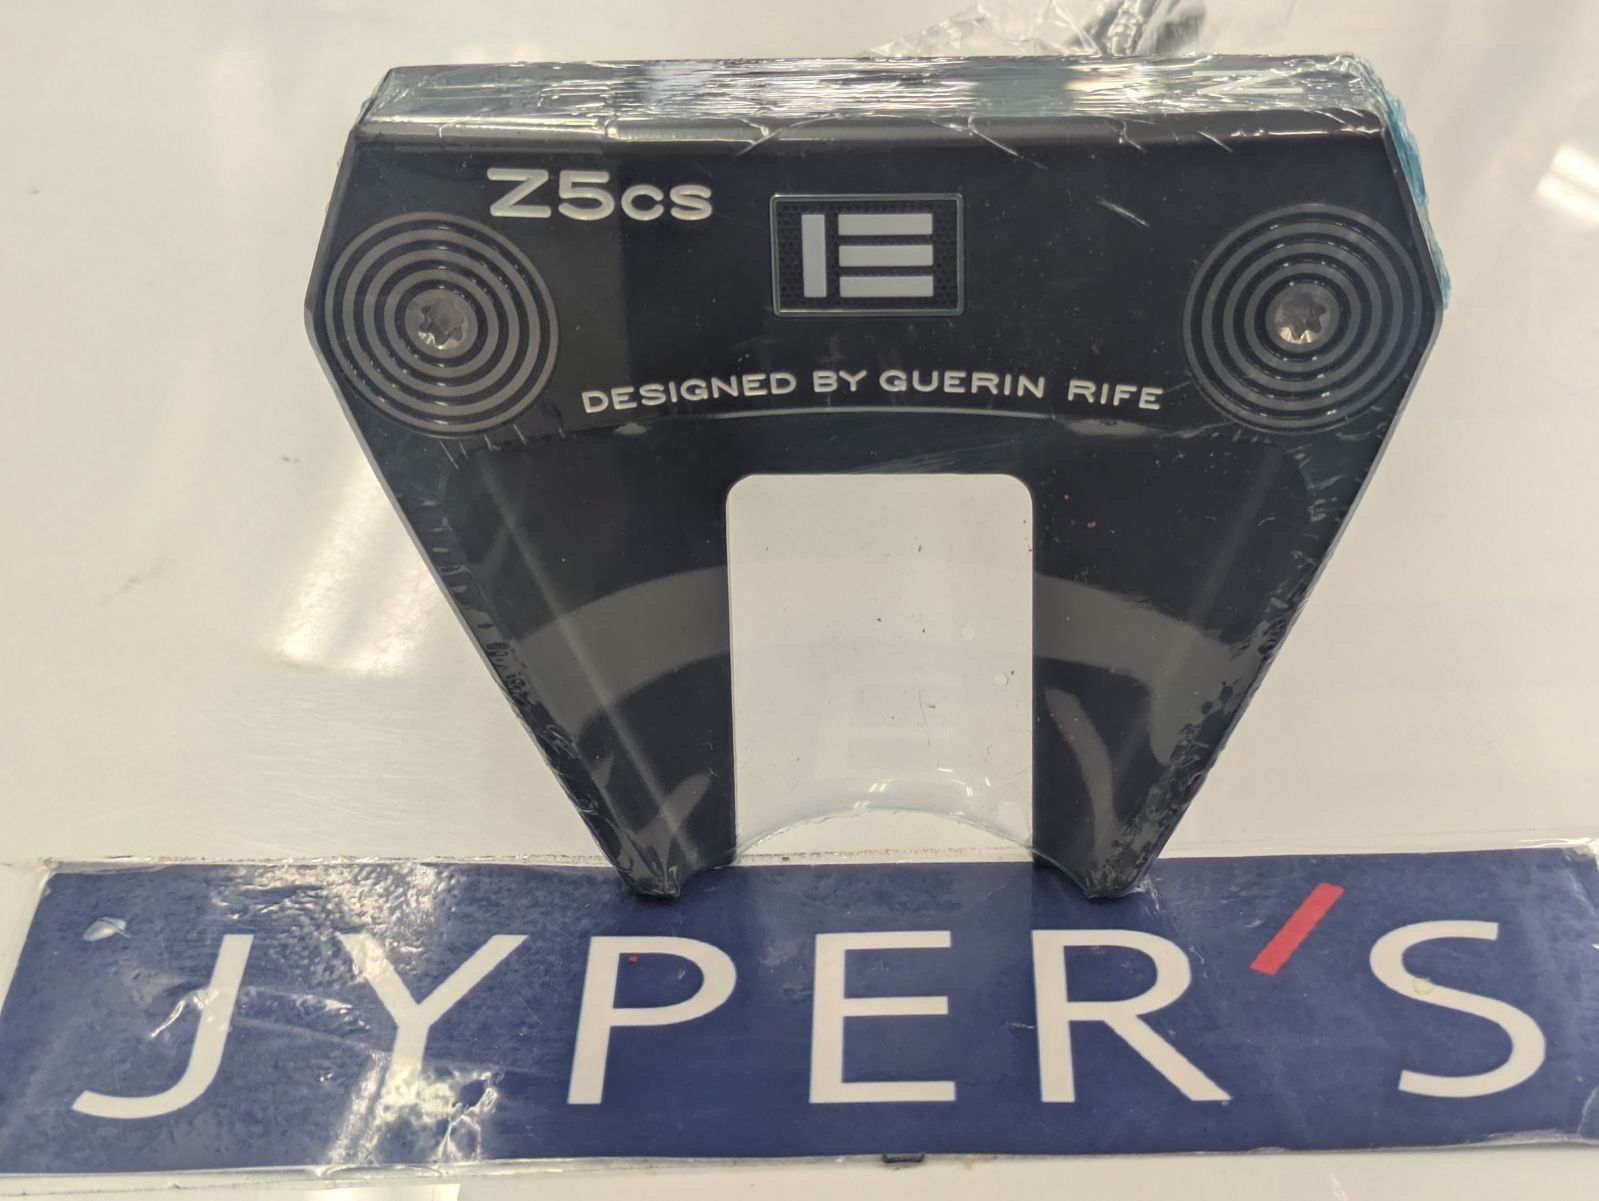 Z5CS
E
DESIGNED BY GUERIN RIFE
JYPER'S